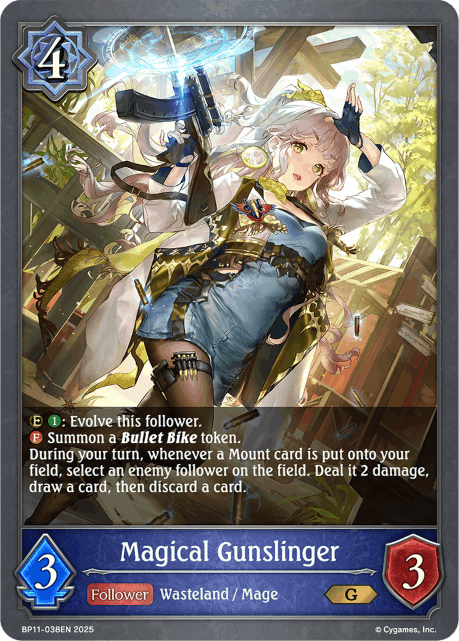 4
E 1: Evolve this follower.
F Summon a Bullet Bike token.
During your turn, whenever a Mount card is put onto your
field, select an enemy follower on the field. Deal it 2 damage,
draw a card, then discard a card.
Magical Gunslinger
3
Follower Wasteland / Mage
G
3
BP11-038EN 2025
© Cygames, Inc.